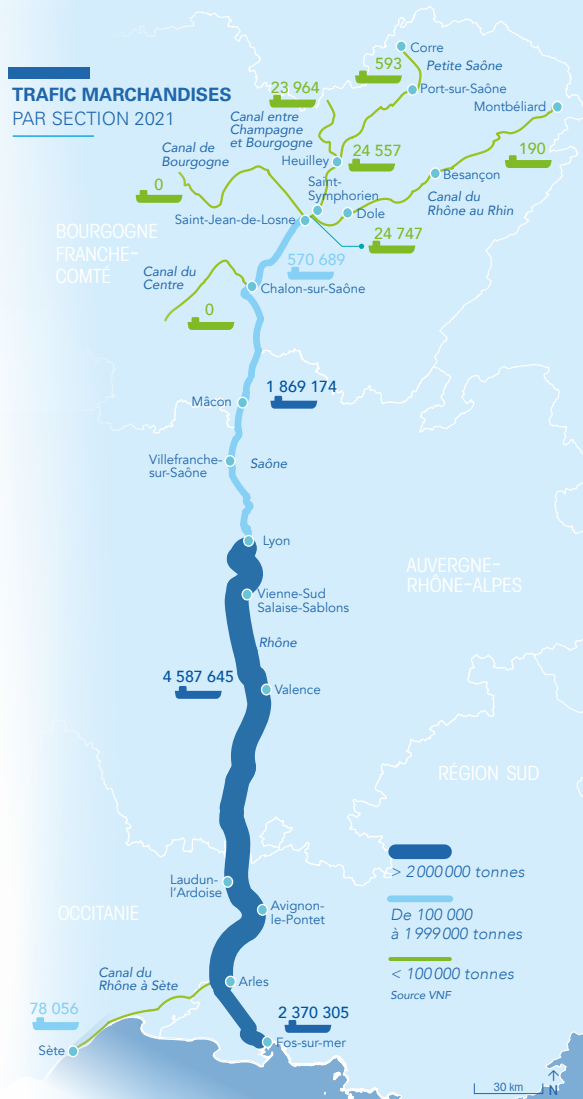 TRAFIC MARCHANDISES
PAR SECTION 2021
Corre
593
Petite Saône
Port-sur-Saône
23 964
Montbéliard
Canal entre
Champagne
et Bourgogne
Canal de
Bourgogne
Heuilley
24 557
190
Besançon
0
Saint-
Symphorien
Canal du
Rhône au Rhin
Saint-Jean-de-Losne
Dole
24 747
BOURGOGNE
FRANCHE-
COMTÉ
570 689
Canal du
Centre
Chalon-sur-Saône
0
1 869 174
Mâcon
Villefranche-
sur-Saône
Saône
Lyon
AUVERGNE-
RHÔNE-ALPES
Vienne-Sud
Salaise-Sablons
Rhône
4 587 645
Valence
RÉGION SUD
> 2 000 000 tonnes
Laudun-
l'Ardoise
Avignon-
le-Pontet
OCCITANIE
De 100 000
à 1 999 000 tonnes
< 100 000 tonnes
Source VNF
Canal du
Rhône à Sète
Arles
78 056
2 370 305
Sète
Fos-sur-mer
30 km
N